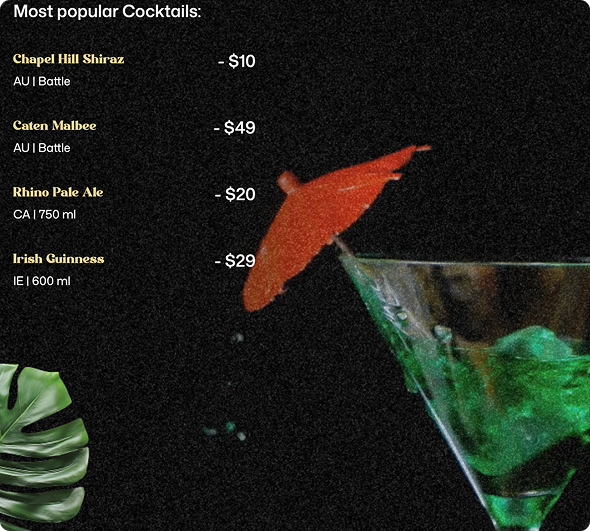 Most popular Cocktails:
Chapel Hill Shiraz - $10
AU | Battle
Caten Malbee - $49
AU | Battle
Rhino Pale Ale - $20
CA | 750 ml
Irish Guinness - $29
IE | 600 ml